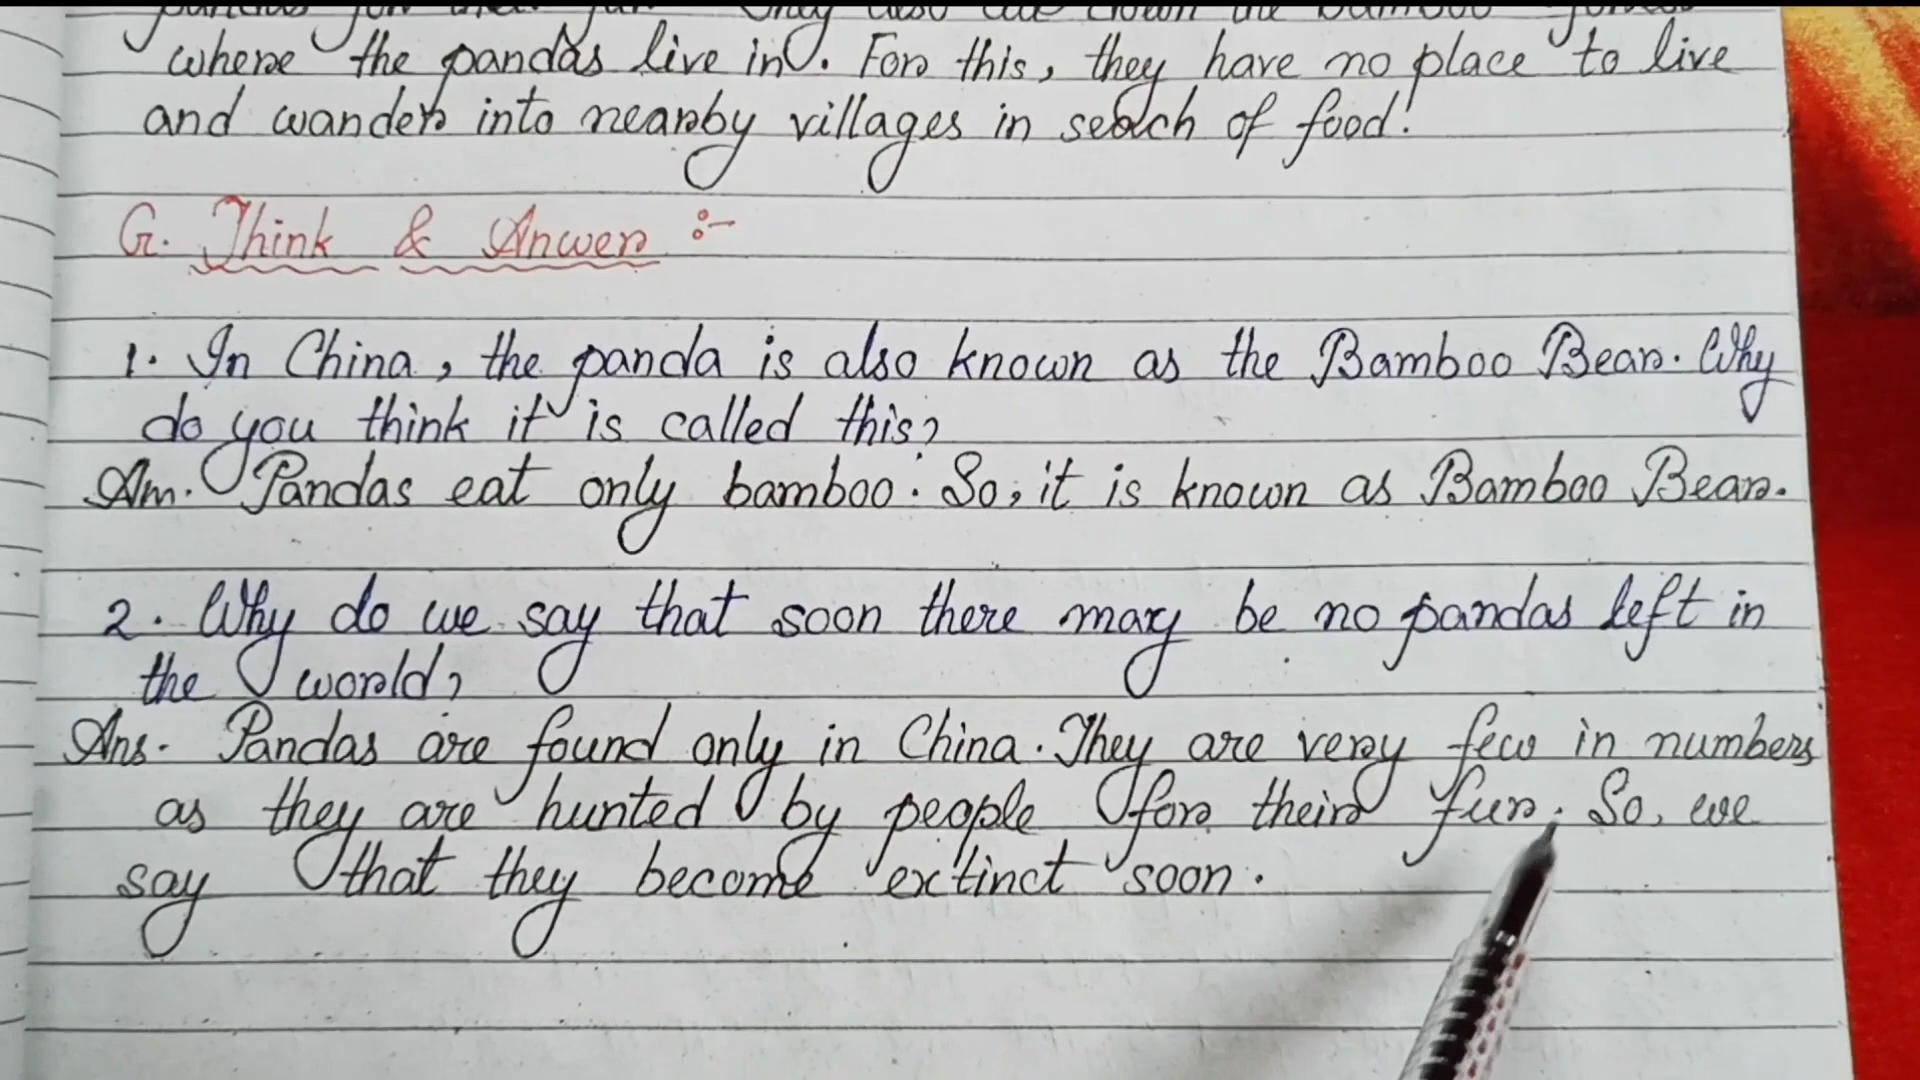 where the pandas live in. For this, they have no place to live
and wander into nearby villages in seach of food.
G. Think & Anwer :-
1. In China, the panda is also known as the Bamboo Bear. Why
do you think it is called this?
Ans. Pandas eat only bamboo. So, it is known as Bamboo Bear.
2. Why do we say that soon there may be no pandas left in
the world?
Ans. Pandas are found only in China. They are very few in numbers
as they are hunted by people for their fur. So, we
say that they become extinct soon.